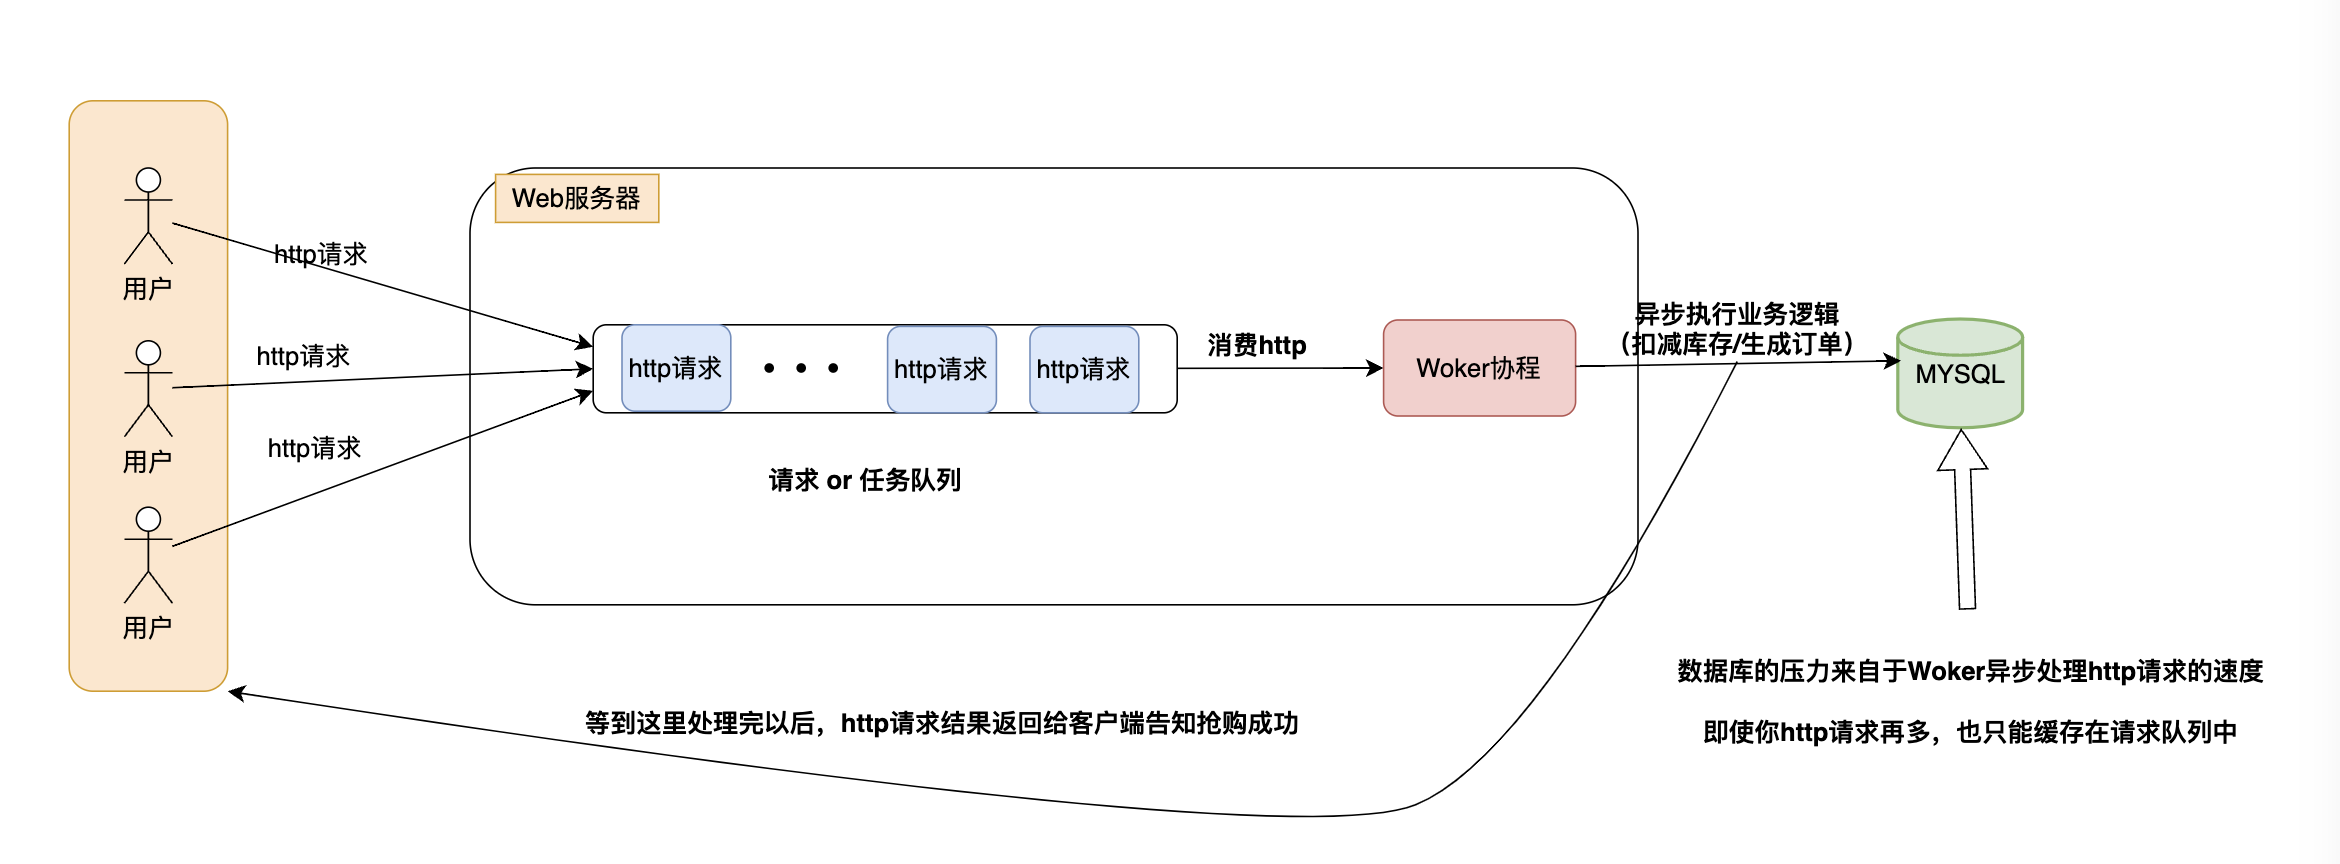 Web服务器
http请求
用户
http请求
http请求
用户
http请求
用户
http请求
http请求
http请求
请求 or 任务队列
消费http
Woker协程
异步执行业务逻辑
（扣减库存/生成订单）
MYSQL
等到这里处理完以后，http请求结果返回给客户端告知抢购成功
数据库的压力来自于Woker异步处理http请求的速度
即使你http请求再多，也只能缓存在请求队列中